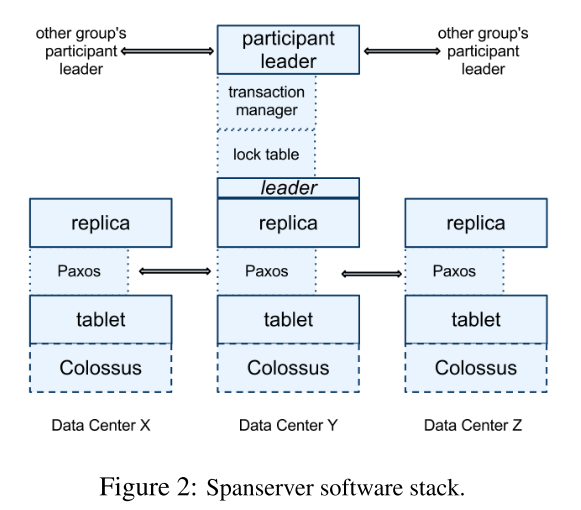 other group's
participant
leader
participant
leader
other group's
participant
leader
transaction
manager
lock table
leader
replica
replica
replica
Paxos
Paxos
Paxos
tablet
tablet
tablet
Colossus
Colossus
Colossus
Data Center X
Data Center Y
Data Center Z
Figure 2: Spanserver software stack.